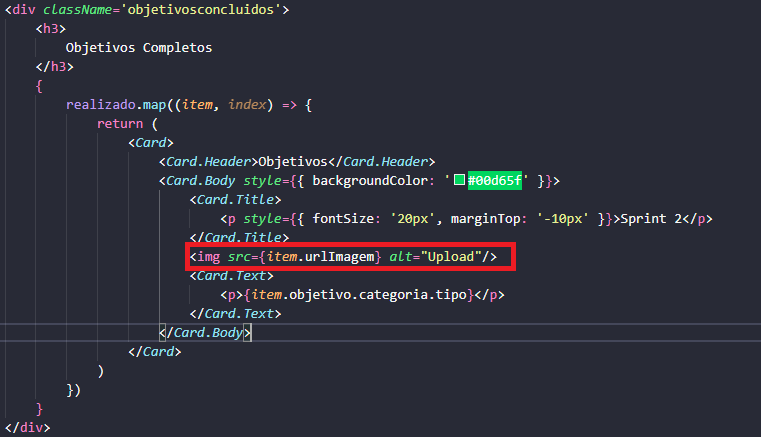 <div className='objetivosconcluidos'>
<h3>
Objetivos Completos
</h3>
{
realizado.map((item, index) => {
return (
<Card>
<Card.Header>Objetivos</Card.Header>
<Card.Body style={{ backgroundColor: '#00d65f' }}>
<Card.Title>
<p style={{ fontSize: '20px', marginTop: '-10px' }}>Sprint 2</p>
</Card.Title>
<img src={item.urlImagem} alt="Upload"/>
<Card.Text>
<p>{item.objetivo.categoria.tipo}</p>
</Card.Text>
</Card.Body>
</Card>
)
})
}
</div>